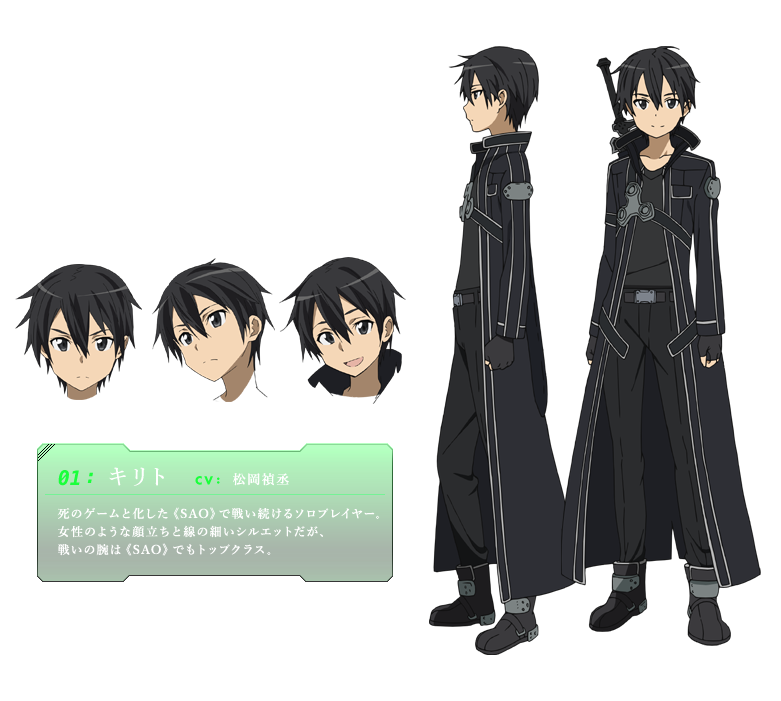 01: キリト cv: 松岡禎丞
死のゲームと化した《SAO》で戦い続けるソロプレイヤー。
女性のような顔立ちと線の細いシルエットだが、
戦いの腕は《SAO》でもトップクラス。